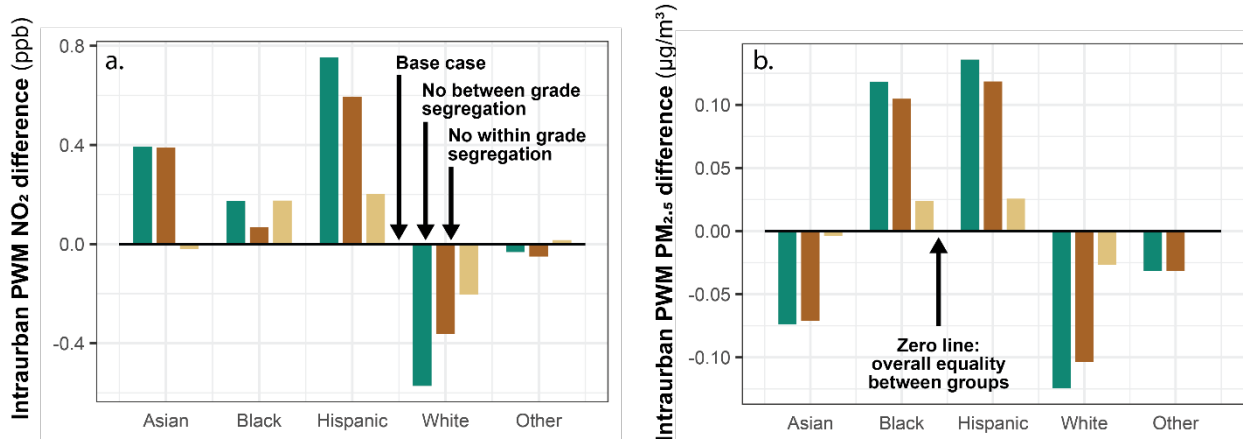 Intraurban PWM NO₂ difference (ppb)
0.8
0.4
0.0
-0.4
a.
Base case
No between grade
segregation
No within grade
segregation
Asian
Black
Hispanic
White
Other
Intraurban PWM PM₂.₅ difference (µg/m³)
0.10
0.05
0.00
-0.05
-0.10
b.
Zero line:
overall equality
between groups
Asian
Black
Hispanic
White
Other